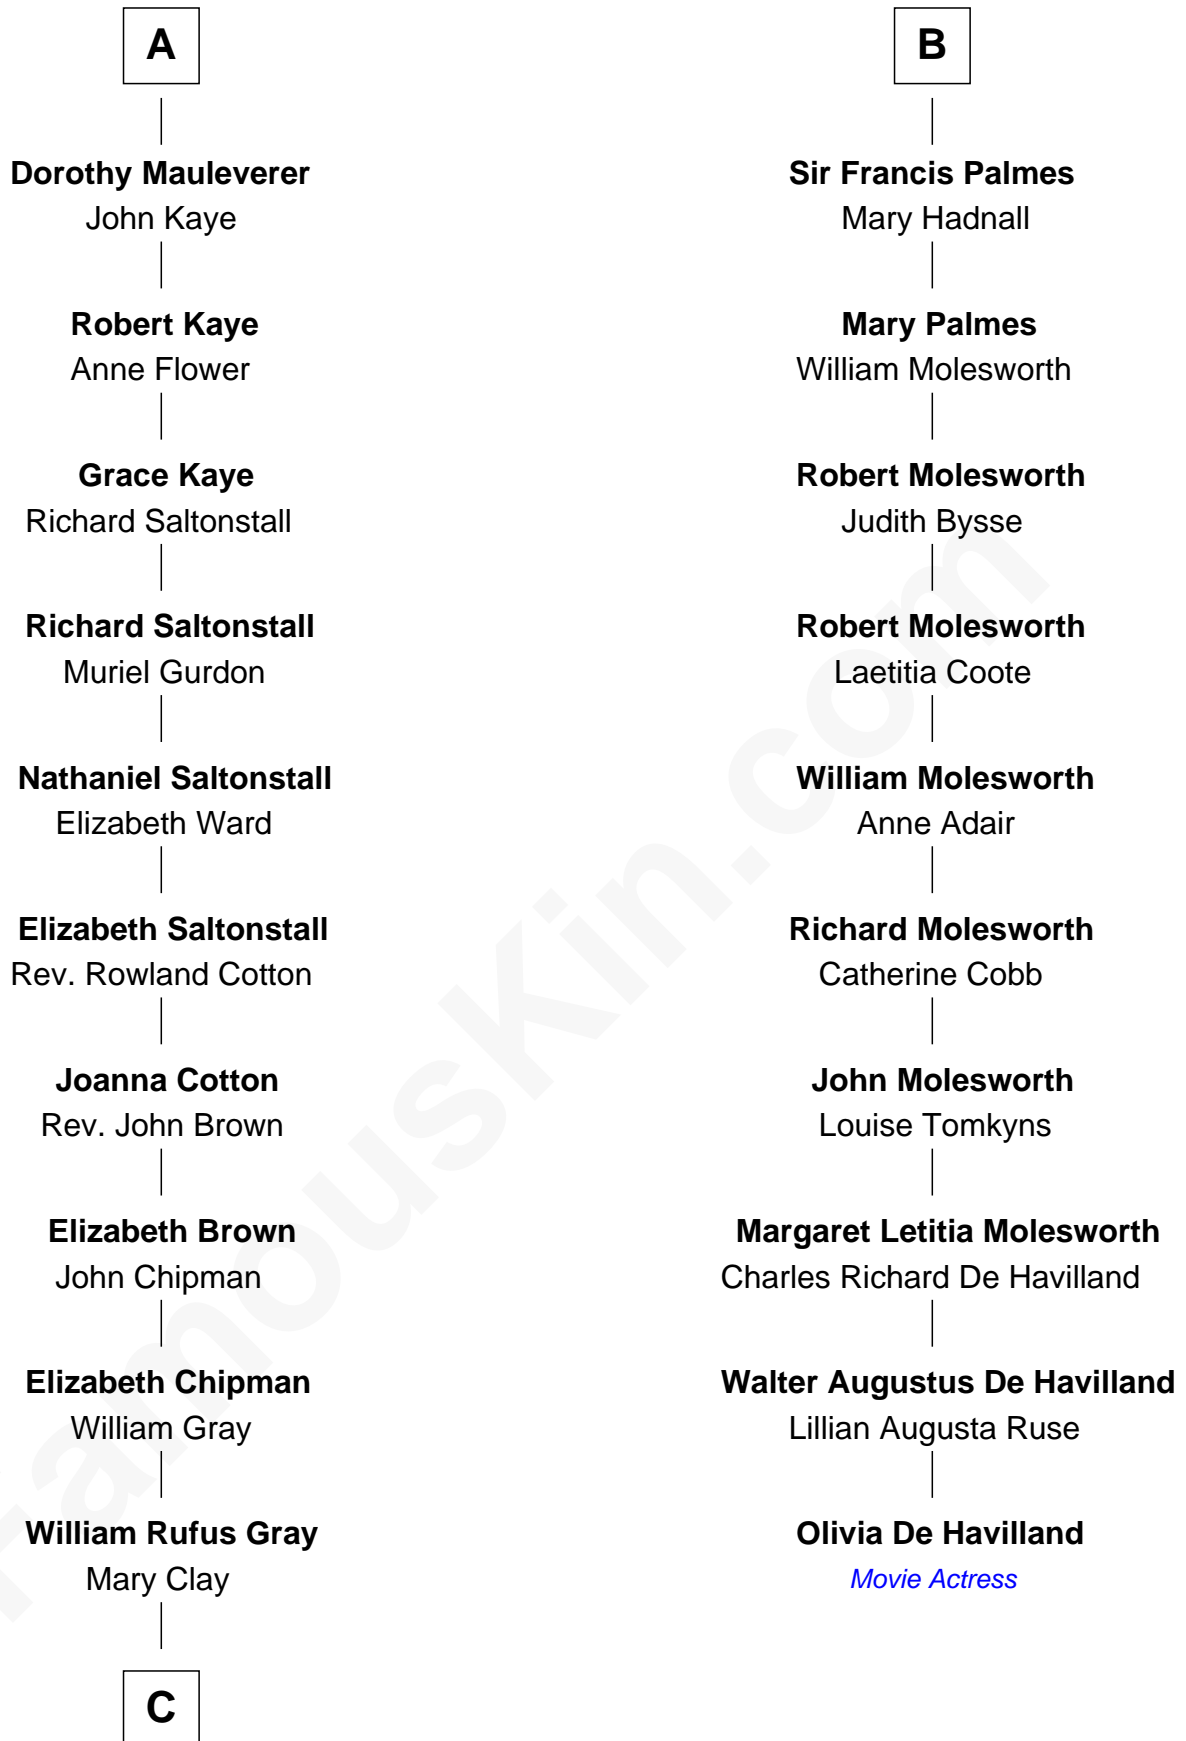 A
Dorothy Mauleverer
John Kaye
Robert Kaye
Anne Flower
Grace Kaye
Richard Saltonstall
Richard Saltonstall
Muriel Gurdon
Nathaniel Saltonstall
Elizabeth Ward
Elizabeth Saltonstall
Rev. Rowland Cotton
Joanna Cotton
Rev. John Brown
Elizabeth Brown
John Chipman
Elizabeth Chipman
William Gray
William Rufus Gray
Mary Clay
C
B
Sir Francis Palmes
Mary Hadnall
Mary Palmes
William Molesworth
Robert Molesworth
Judith Bysse
Robert Molesworth
Laetitia Coote
William Molesworth
Anne Adair
Richard Molesworth
Catherine Cobb
John Molesworth
Louise Tomkyns
Margaret Letitia Molesworth
Charles Richard De Havilland
Walter Augustus De Havilland
Lillian Augusta Ruse
Olivia De Havilland
Movie Actress
FamousKin.com